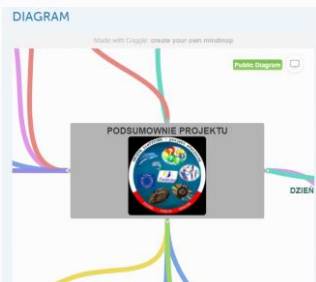 DIAGRAM
Made with Coggle: create your own mindmap
Public Diagram
PODSUMOWNIE PROJEKTU
DZIEŃ